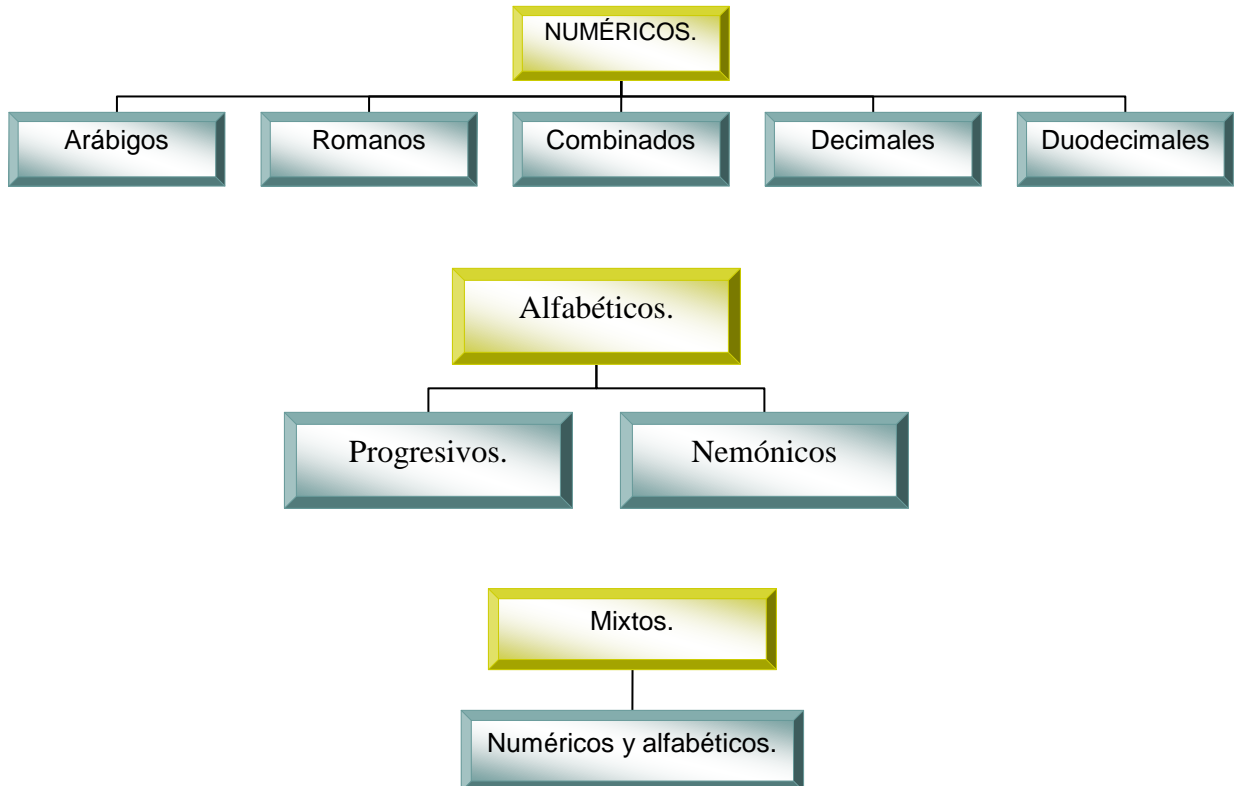 NUMÉRICOS.
Arábigos
Romanos
Combinados
Decimales
Duodecimales
Alfabéticos.
Progresivos.
Nemónicos
Mixtos.
Numéricos y alfabéticos.